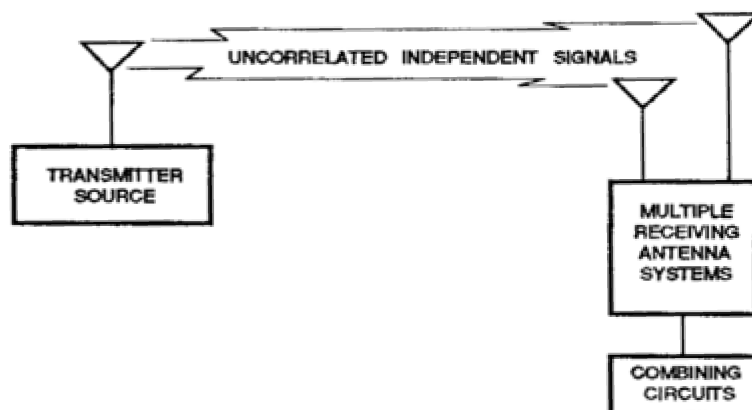 UNCORRELATED INDEPENDENT SIGNALS
TRANSMITTER
SOURCE
MULTIPLE
RECEIVING
ANTENNA
SYSTEMS
COMBINING
CIRCUITS